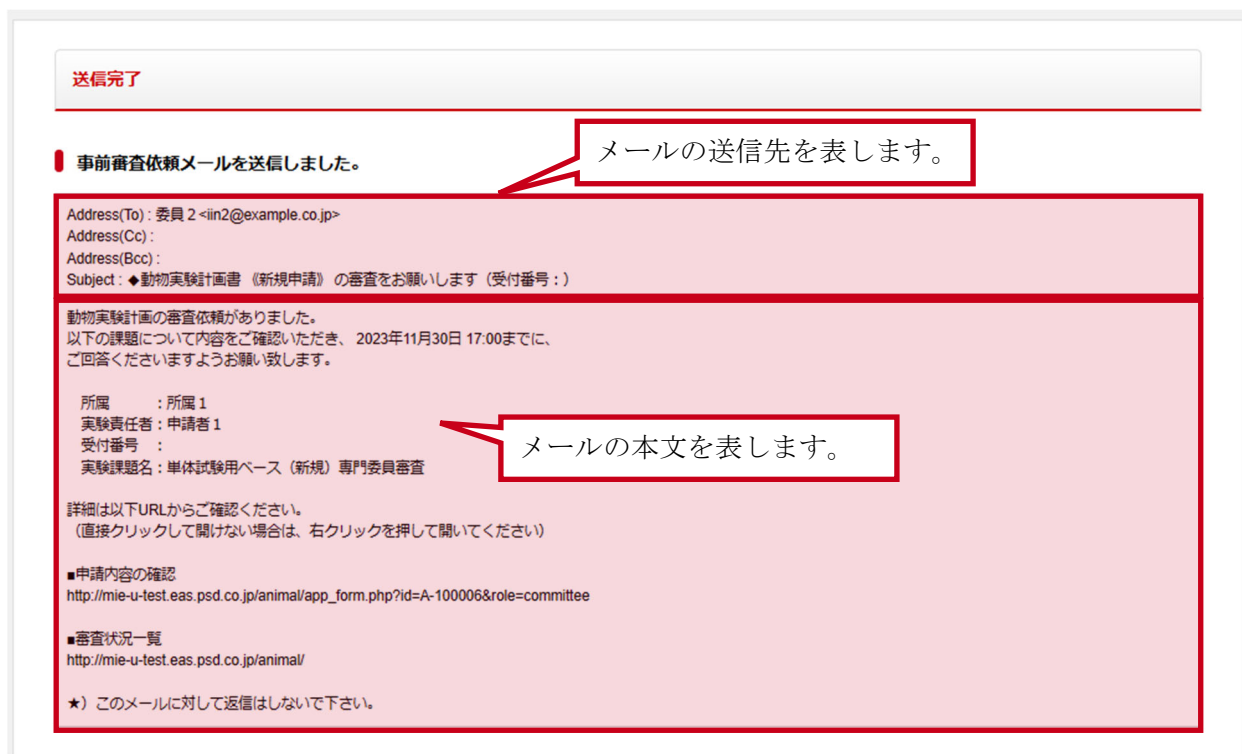 送信完了
メールの送信先を表します。
事前審査依頼メールを送信しました。
Address(To) : 委員２<iin2@example.co.jp>
Address(Cc) :
Address(Bcc) :
Subject : ◆動物実験計画書 《新規申請》 の審査をお願いします（受付番号：）
動物実験計画の審査依頼がありました。
以下の課題について内容をご確認いただき、 2023年11月30日 17:00までに、
ご回答くださいますようお願い致します。
所属　　　：所属１
実験責任者：申請者１
受付番号　：
実験課題名：単体試験用ベース（新規）専門委員審査
メールの本文を表します。
詳細は以下URLからご確認ください。
（直接クリックして開けない場合は、右クリックを押して開いてください）
■申請内容の確認
http://mie-u-test.eas.psd.co.jp/animal/app_form.php?id=A-100006&role=committee
■審査状況一覧
http://mie-u-test.eas.psd.co.jp/animal/
★）このメールに対して返信はしないで下さい。